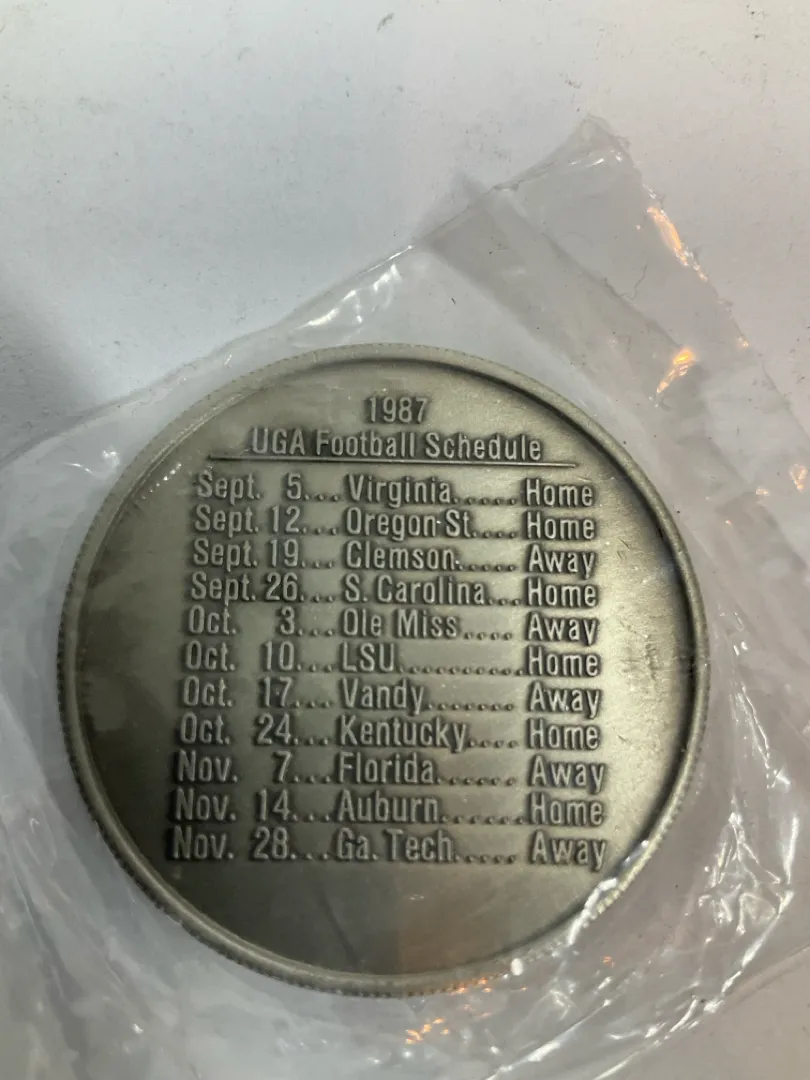 1987
UGA Football Schedule
Sept. 5... Virginia...... Home
Sept. 12... Oregon St.... Home
Sept. 19... Clemson...... Away
Sept. 26... S. Carolina... Home
Oct. 3... Ole Miss.... Away
Oct. 10... LSU........... Home
Oct. 17... Vandy....... Away
Oct. 24... Kentucky.... Home
Nov. 7... Florida...... Away
Nov. 14... Auburn...... Home
Nov. 28... Ga. Tech..... Away